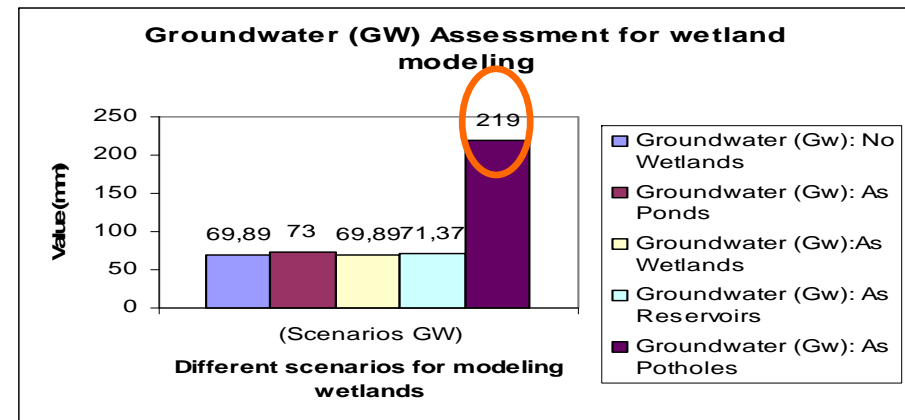 Groundwater (GW) Assessment for wetland
modeling
Value(mm)
250
200
150
100
50
0
69,89
73
69,89
71,37
219
(Scenarios GW)
Different scenarios for modeling
wetlands
Groundwater (Gw): No
Wetlands
Groundwater (Gw): As
Ponds
Groundwater (Gw):As
Wetlands
Groundwater (Gw): As
Reservoirs
Groundwater (Gw): As
Potholes